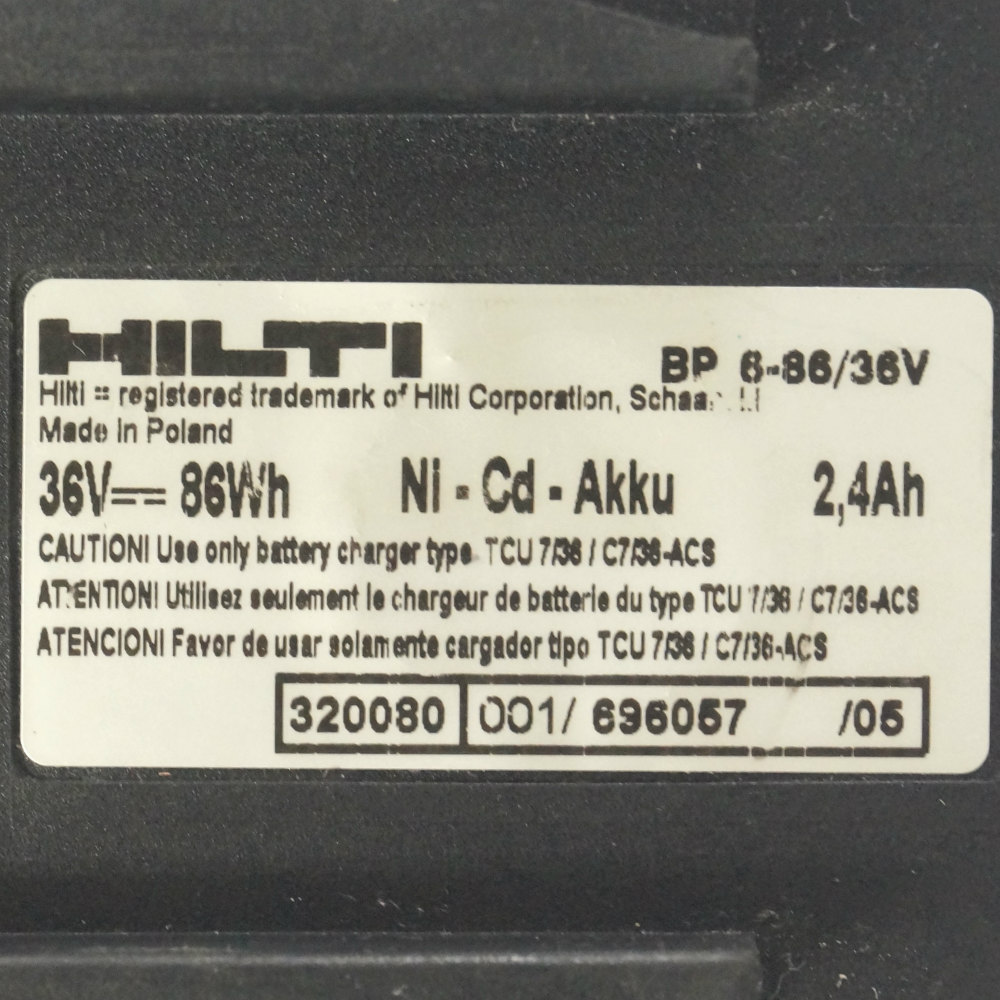 HILTI
BP 6-86/36V
Hilti = registered trademark of Hilti Corporation,
Made in Poland
36V⎓ 86Wh Ni - Cd - Akku 2,4Ah
CAUTION! Use only battery charger type TCU 7/36 / C7/36-ACS
ATTENTION! Utilisez seulement le chargeur de batterie du type TCU 7/36 / C7/36-ACS
ATENCION! Favor de usar solamente cargador tipo TCU 7/36 / C7/36-ACS
320080 001/ 696057 /05